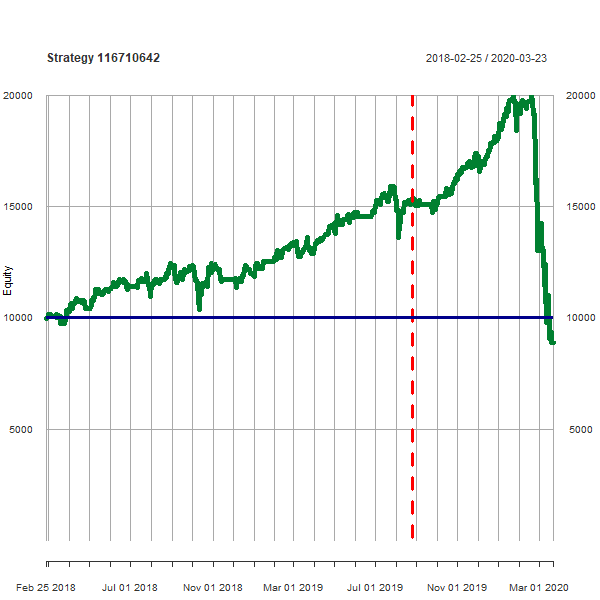 Strategy 116710642
2018-02-25 / 2020-03-23
20000
20000
15000
15000
Equity
10000
10000
5000
5000
Feb 25 2018
Jul 01 2018
Nov 01 2018
Mar 01 2019
Jul 01 2019
Nov 01 2019
Mar 01 2020